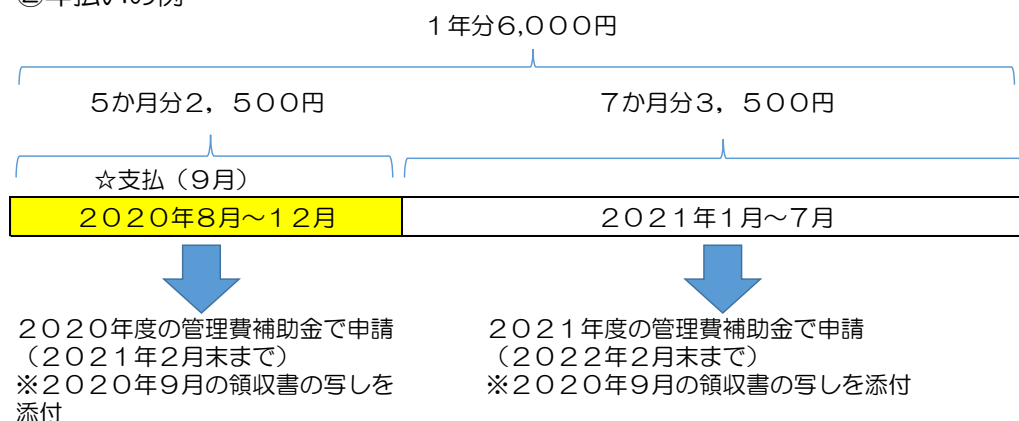 ②年払いの例
１年分6,０００円
５か月分２，５００円
７か月分３，５００円
☆支払（９月）
２０２０年８月～１２月
２０２１年１月～７月
２０２０年度の管理費補助金で申請
（２０２１年２月末まで）
※２０２０年９月の領収書の写しを
添付
２０２１年度の管理費補助金で申請
（２０２２年２月末まで）
※２０２０年９月の領収書の写しを添付